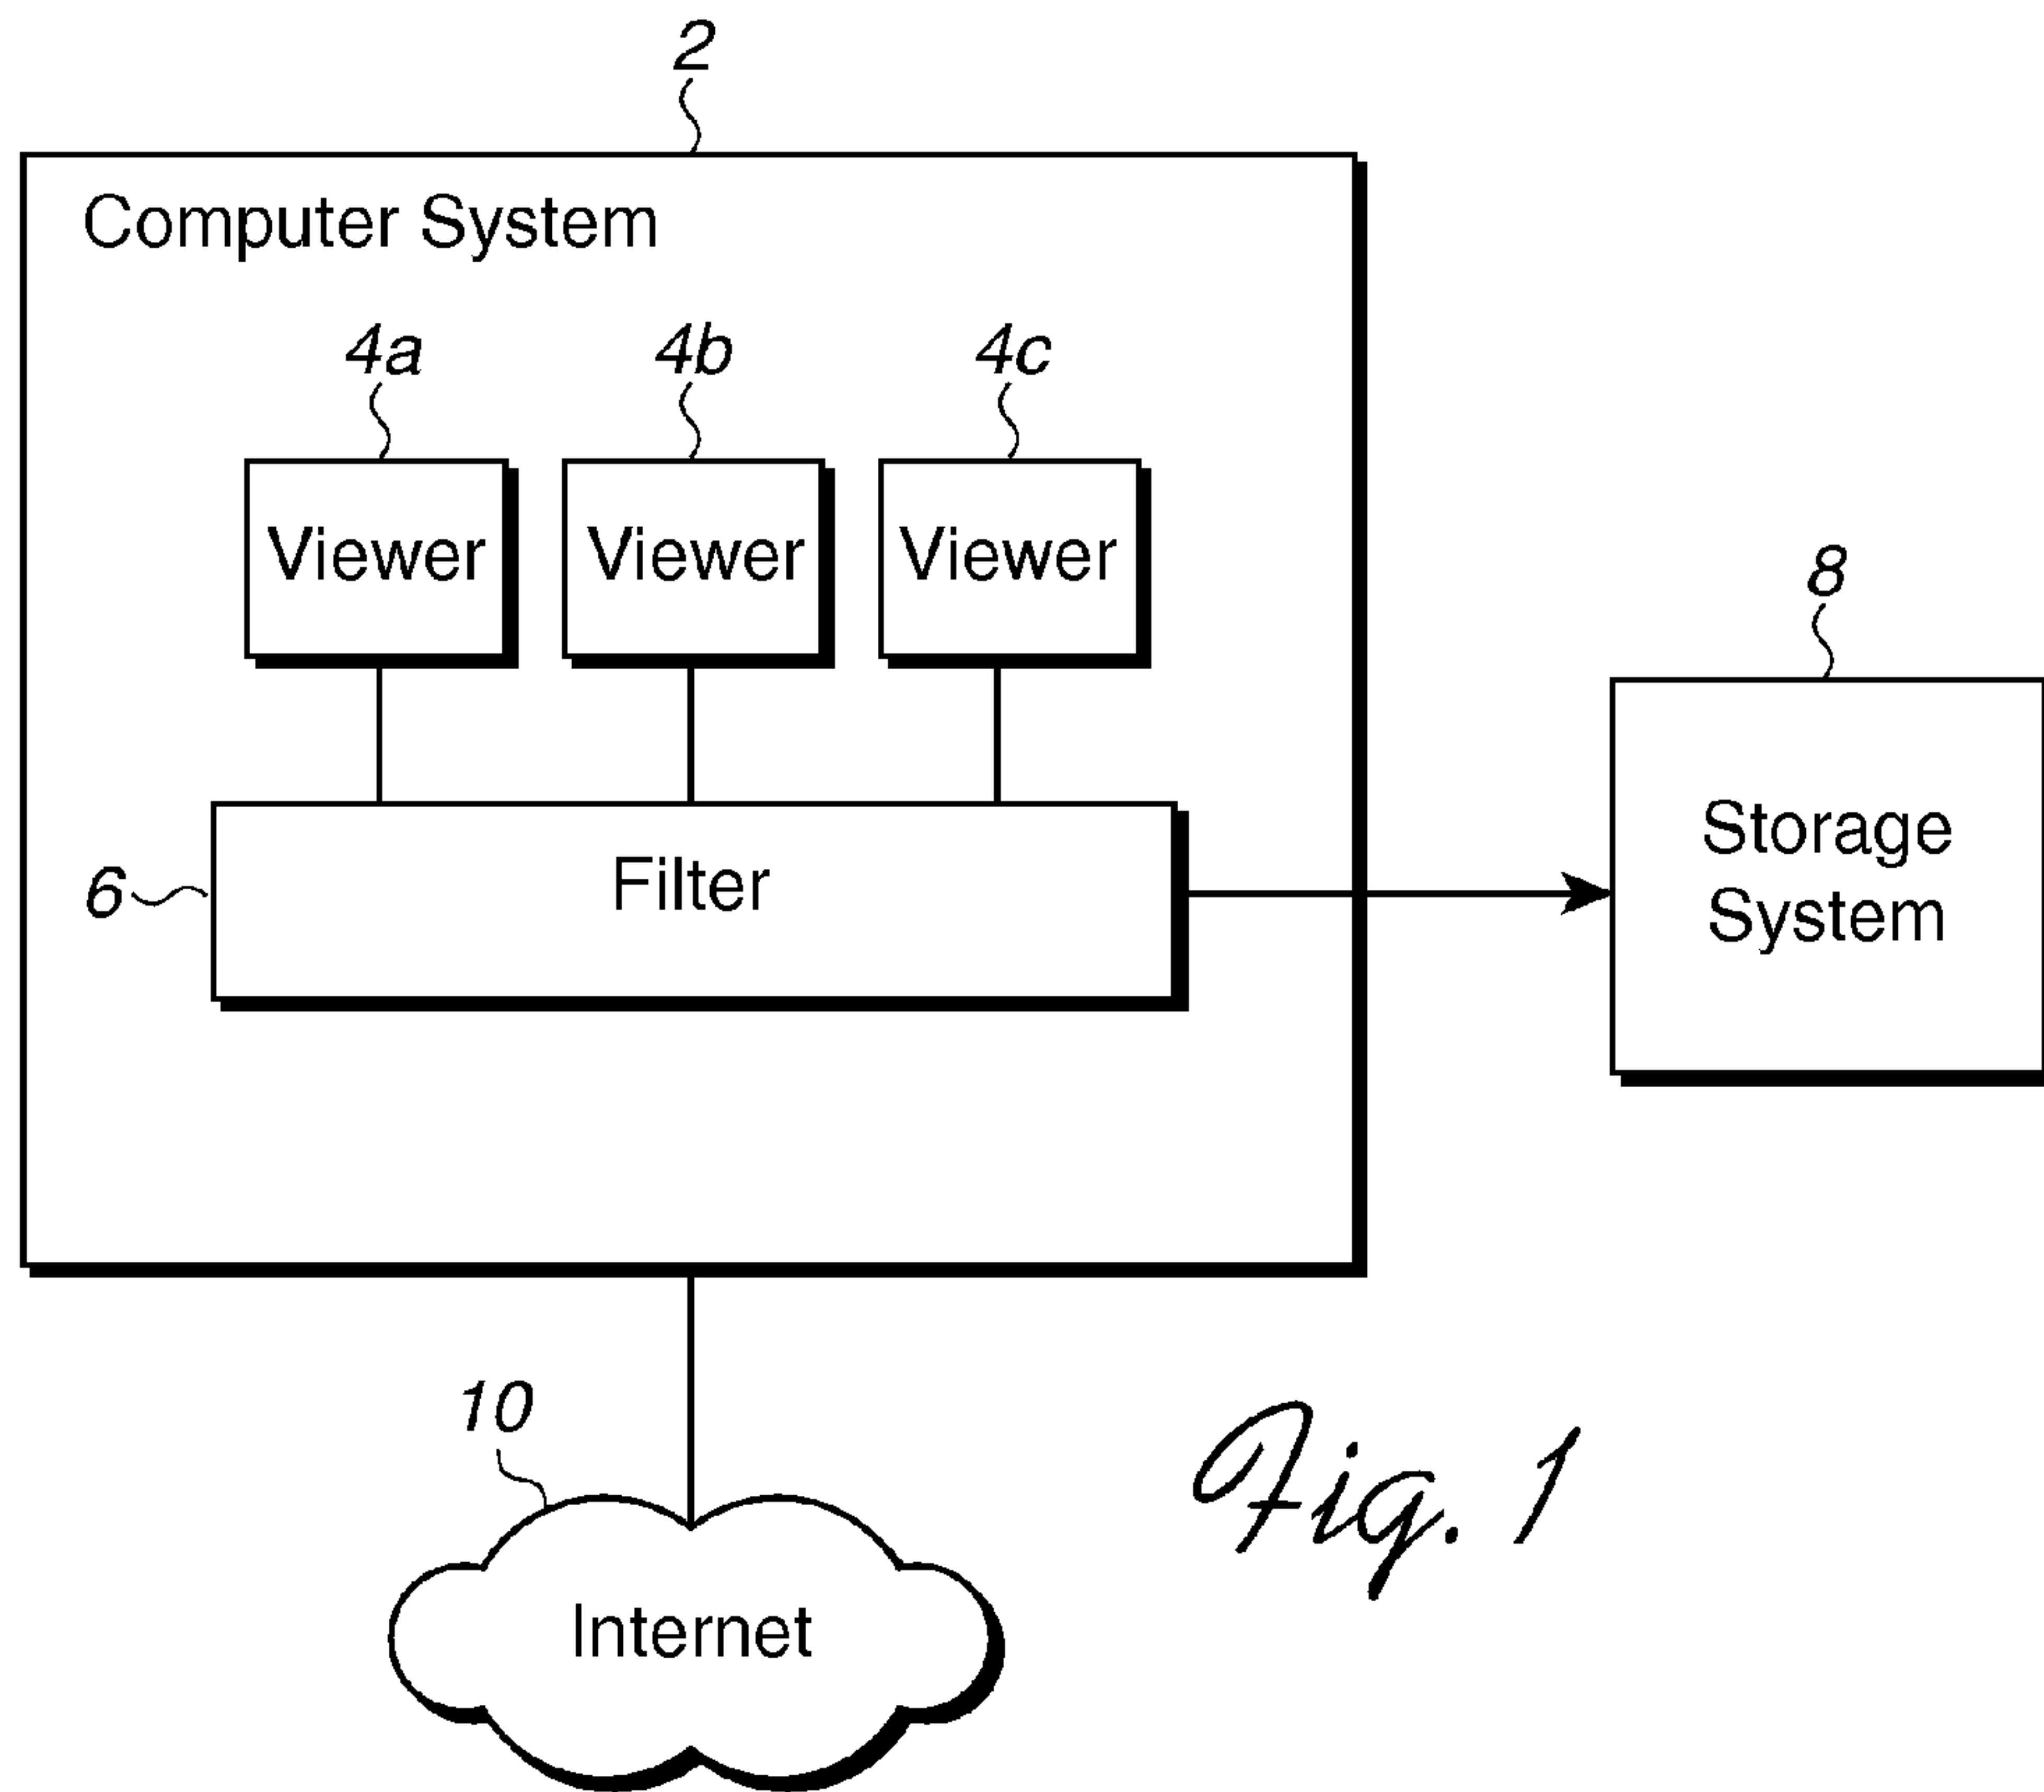 2
Computer System
4a 4b 4c
Viewer Viewer Viewer
8
6 Filter
Storage
System
10
Internet
Fig. 1